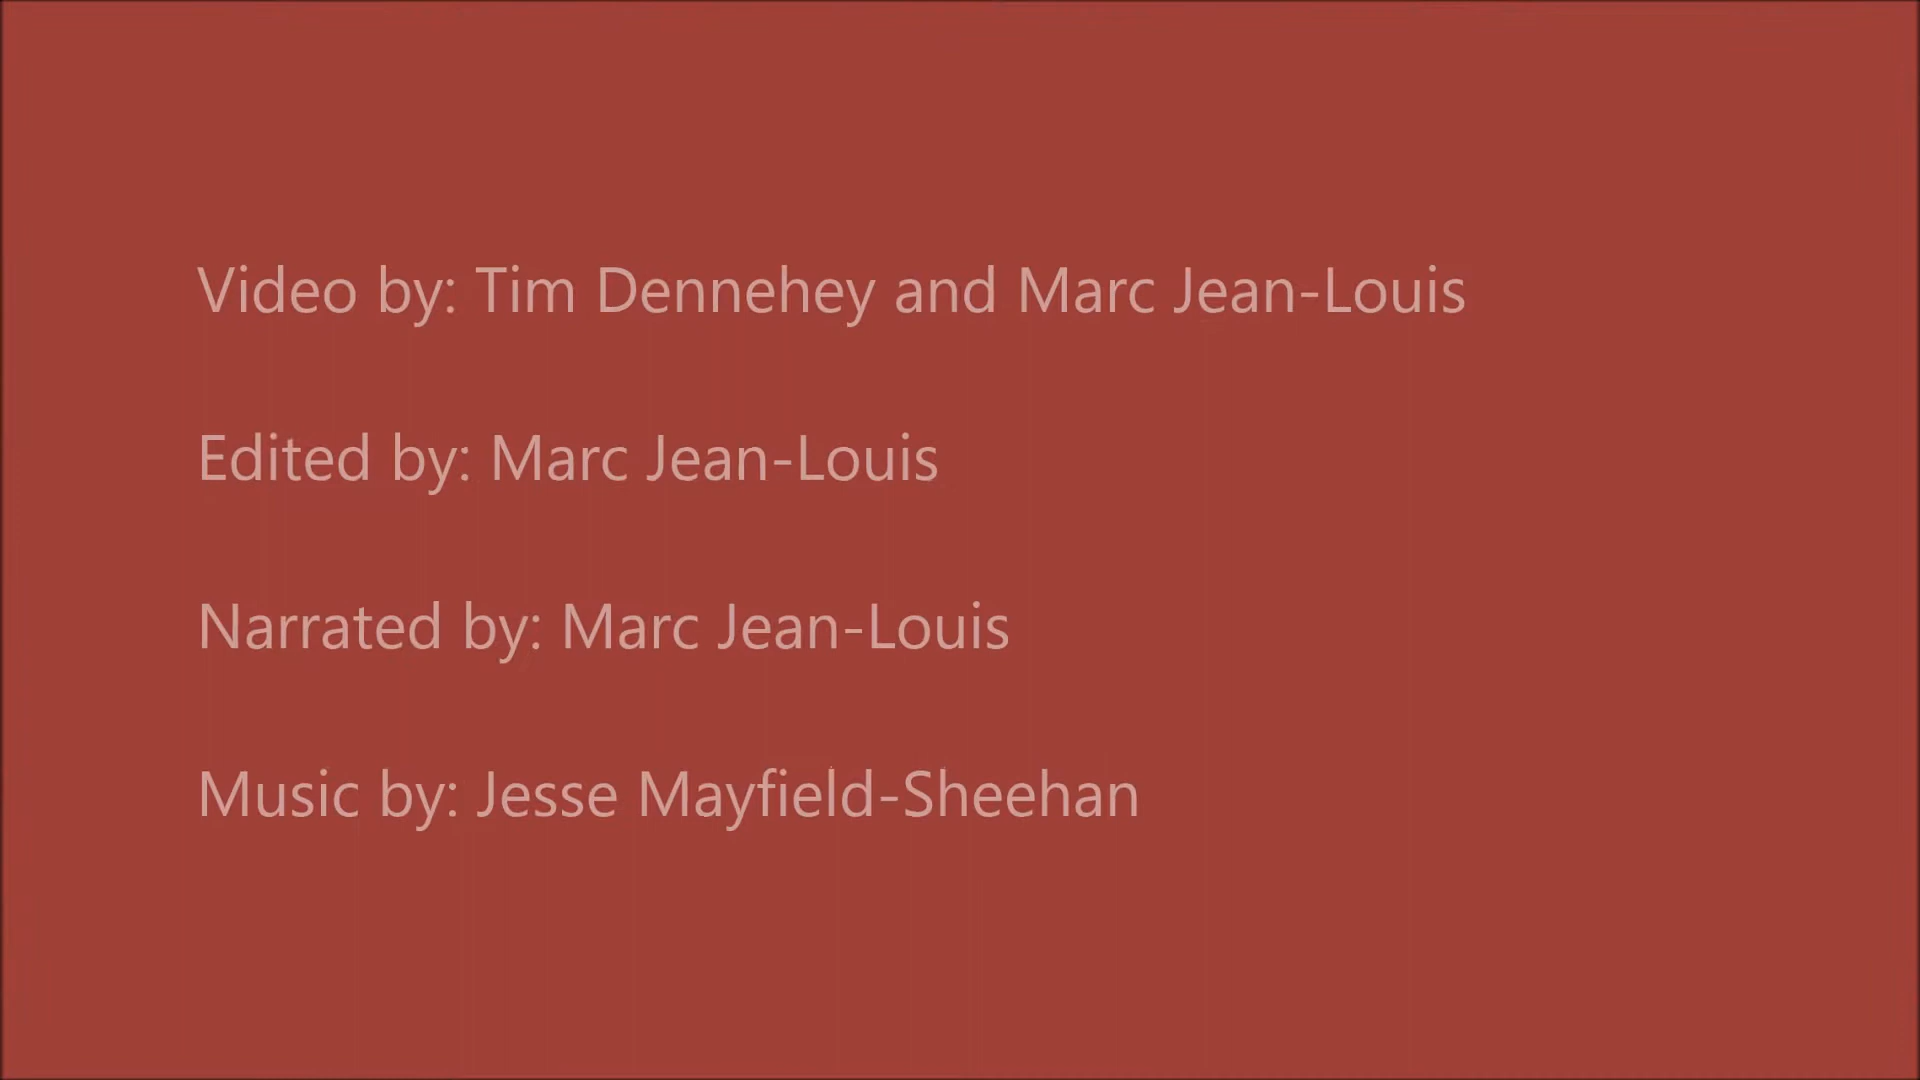 Video by: Tim Dennehey and Marc Jean-Louis
Edited by: Marc Jean-Louis
Narrated by: Marc Jean-Louis
Music by: Jesse Mayfield-Sheehan